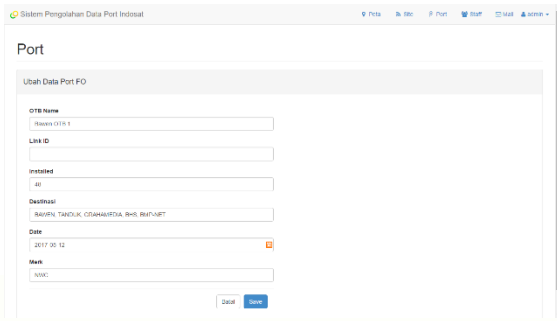 Sistem Pengolahan Data Port Indosat
Peta Site Port Staff Mail Admin
Port
Ubah Data Port FO
OTB Name
Bawen OTB 1
Link ID
Installed
48
Destinasi
BAWEN, TANDUK, GRAHAMEDIA, BHS, BMP-NET
Date
2017-05-12
Merk
Batal Save